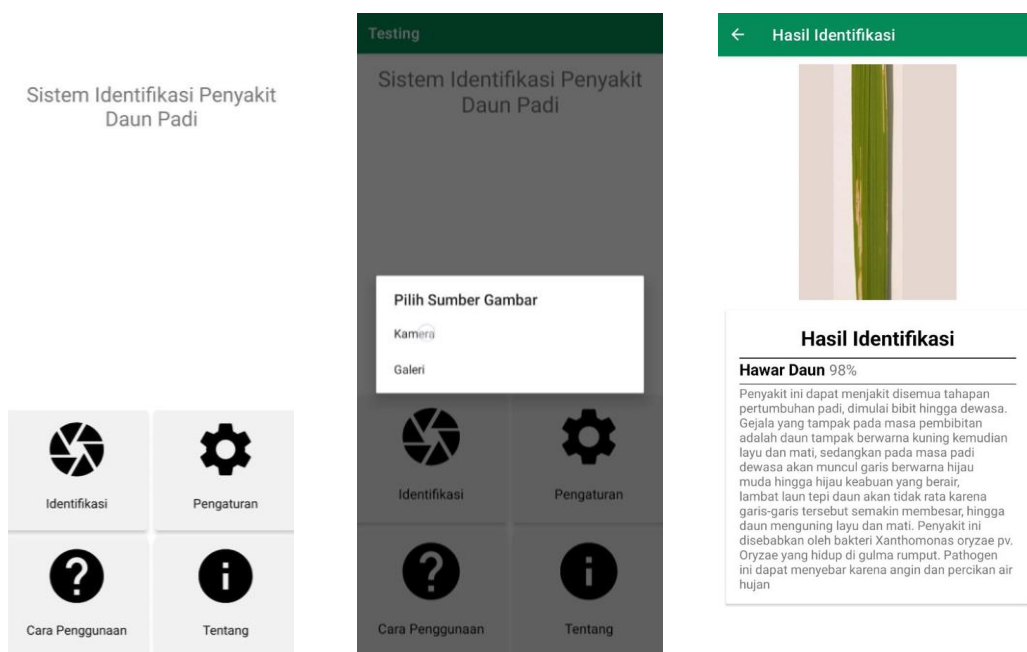 Sistem Identifikasi Penyakit
Daun Padi
Identifikasi
Pengaturan
Cara Penggunaan
Tentang
Testing
Sistem Identifikasi Penyakit
Daun Padi
Pilih Sumber Gambar
Kamera
Galeri
Identifikasi
Pengaturan
Cara Penggunaan
Tentang
Hasil Identifikasi
Hasil Identifikasi
Hawar Daun 98%
Penyakit ini dapat menjakit disemua tahapan
pertumbuhan padi, dimulai bibit hingga dewasa.
Gejala yang tampak pada masa pembibitan
adalah daun tampak berwarna kuning kemudian
layu dan mati, sedangkan pada masa padi
dewasa akan muncul garis berwarna hijau
muda hingga hijau keabuan yang berair,
lambat laun tepi daun akan tidak rata karena
garis-garis tersebut semakin membesar, hingga
daun menguning layu dan mati. Penyakit ini
disebabkan oleh bakteri Xanthomonas oryzae pv.
Oryzae yang hidup di gulma rumput. Pathogen
ini dapat menyebar karena angin dan percikan air
hujan